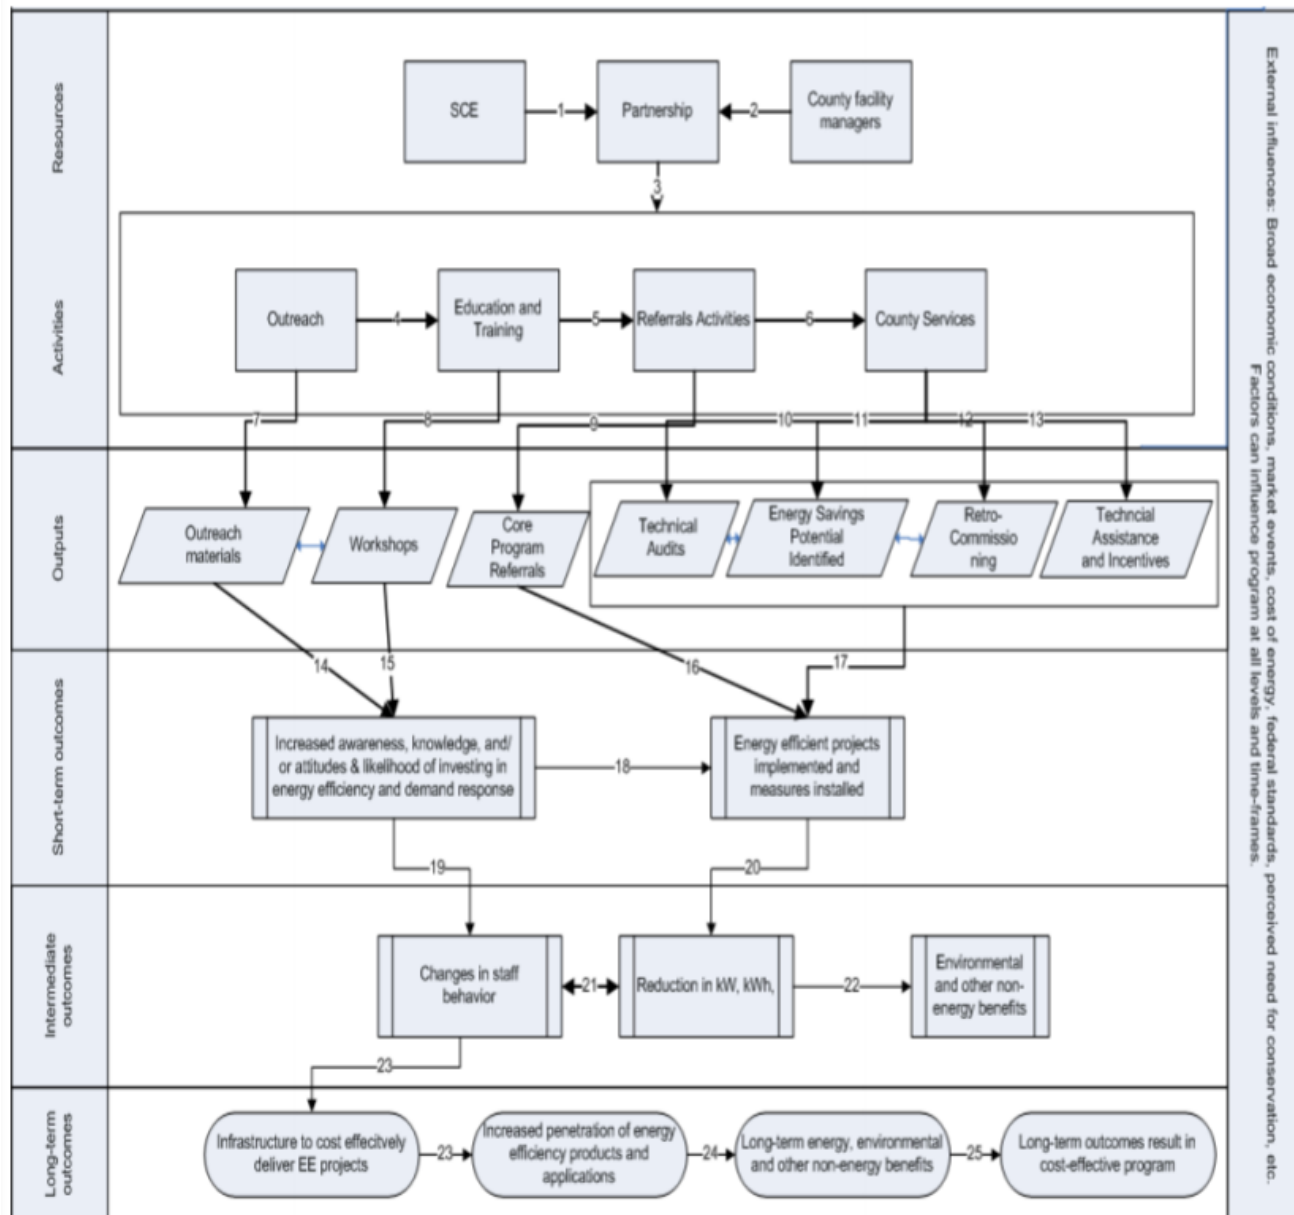 Resources
SCE
1
Partnership
2
County facility
managers
3
Activities
Outreach
4
Education and
Training
5
Referrals Activities
6
County Services
7
8
9
10
11
12
13
Outputs
Outreach
materials
Workshops
Core
Program
Referrals
Technical
Audits
Energy Savings
Potential
Identified
Retro-
Commissio
ning
Techncial
Assistance
and Incentives
14
15
16
17
Short-term outcomes
Increased awareness, knowledge, and/
or attitudes & likelihood of investing in
energy efficiency and demand response
18
Energy efficient projects
implemented and
measures installed
19
20
Intermediate
outcomes
Changes in staff
behavior
21
Reduction in kW, kWh,
22
Environmental
and other non-
energy benefits
23
Long-term
outcomes
Infrastructure to cost effecitvely
deliver EE projects
23
Increased penetration of energy
efficiency products and
applications
24
Long-term energy, environmental
and other non-energy benefits
25
Long-term outcomes result in
cost-effective program
External influences: Broad economic conditions, market events, cost of energy, federal standards, perceived need for conservation, etc.
Factors can influence program at all levels and time-frames.